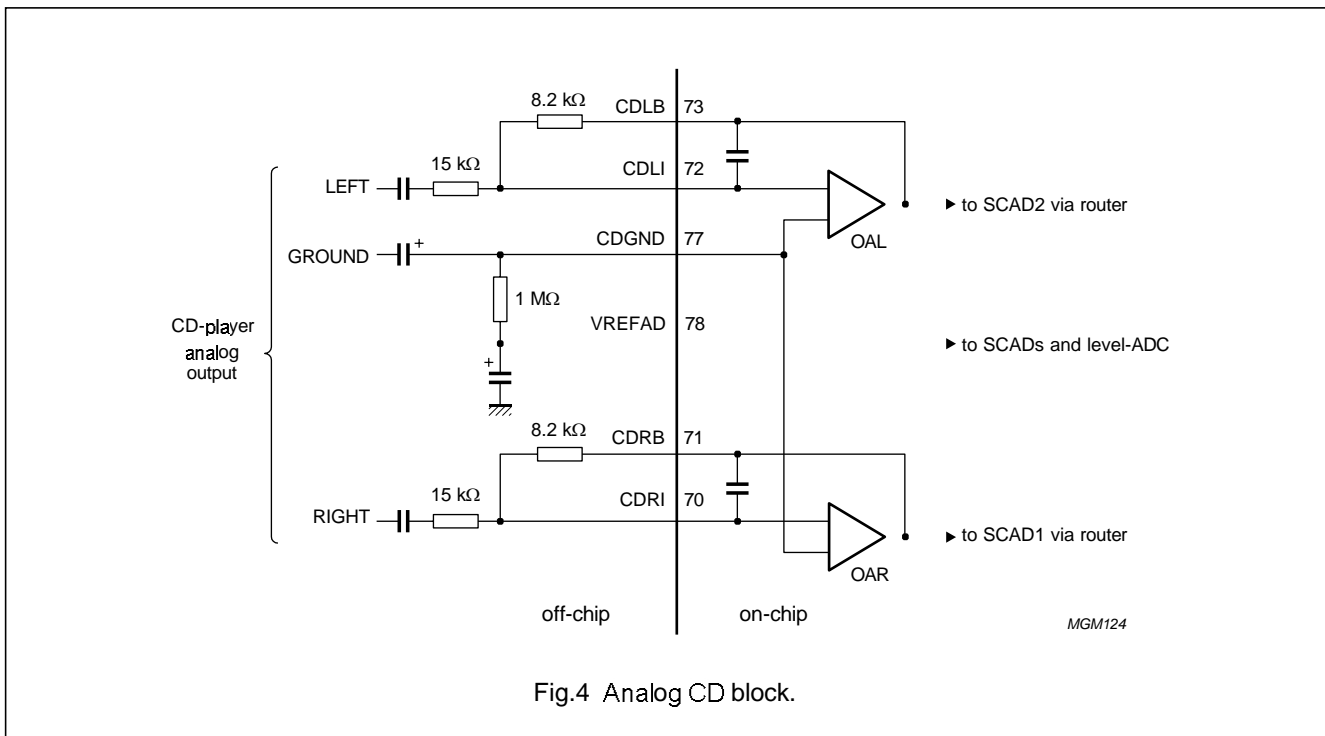 8.2 kΩ CDLB 73
15 kΩ CDLI 72
LEFT
OAL
▶ to SCAD2 via router
CDGND 77
GROUND
+
1 MΩ
VREFAD 78
CD-player
analog
output
▶ to SCADs and level-ADC
+
8.2 kΩ CDRB 71
15 kΩ CDRI 70
RIGHT
OAR
▶ to SCAD1 via router
off-chip on-chip
MGM124
Fig.4 Analog CD block.